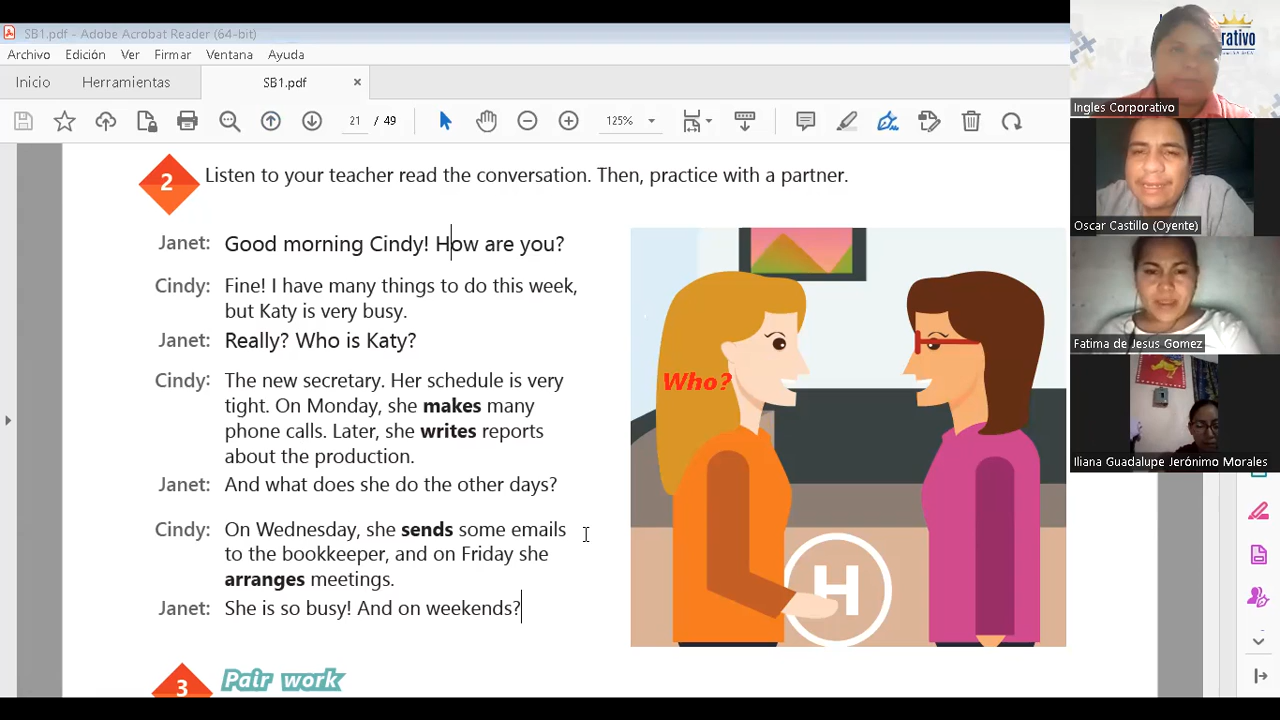 SB1.pdf - Adobe Acrobat Reader (64-bit)
Archivo Edición Ver Firmar Ventana Ayuda
Inicio Herramientas SB1.pdf ×
21 / 49 125%
2 Listen to your teacher read the conversation. Then, practice with a partner.
Janet: Good morning Cindy! How are you?
Cindy: Fine! I have many things to do this week,
but Katy is very busy.
Janet: Really? Who is Katy?
Cindy: The new secretary. Her schedule is very
tight. On Monday, she makes many
phone calls. Later, she writes reports
about the production.
Janet: And what does she do the other days?
Cindy: On Wednesday, she sends some emails
to the bookkeeper, and on Friday she
arranges meetings.
Janet: She is so busy! And on weekends?
Who?
H
3 Pair work
Ingles Corporativo
Oscar Castillo (Oyente)
Fatima de Jesus Gomez
Iliana Guadalupe Jerónimo Morales